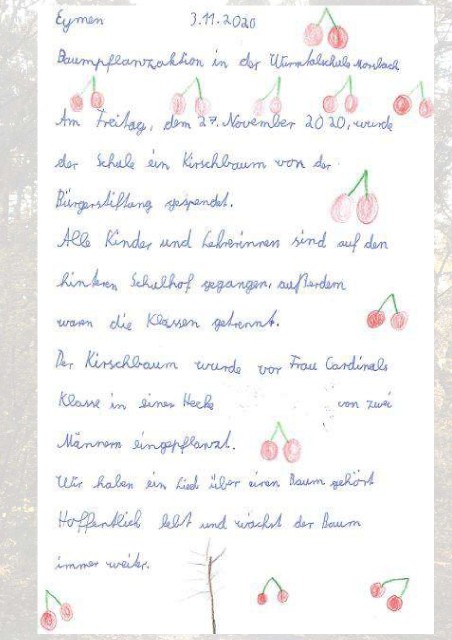 Eymen 3.11.2020
Baumpflanzaktion in der Wurmtalschule Morsbach
Am Freitag, dem 27. November 2020, wurde
der Schule ein Kirschbaum von der
Bürgerstiftung gespendet.
Alle Kinder und Lehrerinnen sind auf den
hinteren Schulhof gegangen, außerdem
waren die Klassen getrennt.
Der Kirschbaum wurde vor Frau Cardinals
Klasse in einer Hecke von zwei
Männern eingepflanzt.
Wir haben ein Lied über einen Baum gehört
Hoffentlich lebt und wächst der Baum
immer weiter.